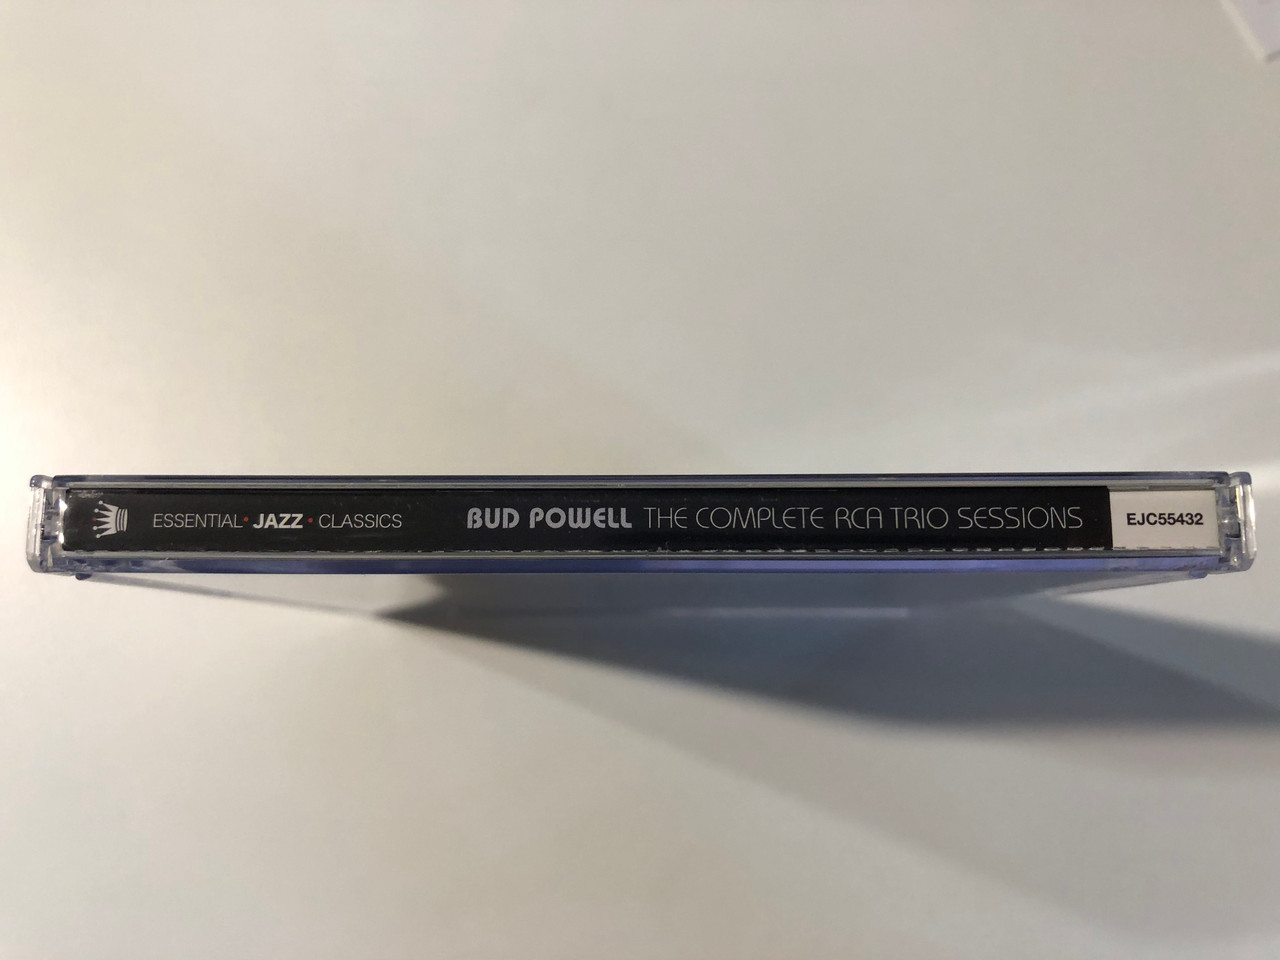 ESSENTIAL • JAZZ • CLASSICS BUD POWELL THE COMPLETE RCA TRIO SESSIONS EJC55432